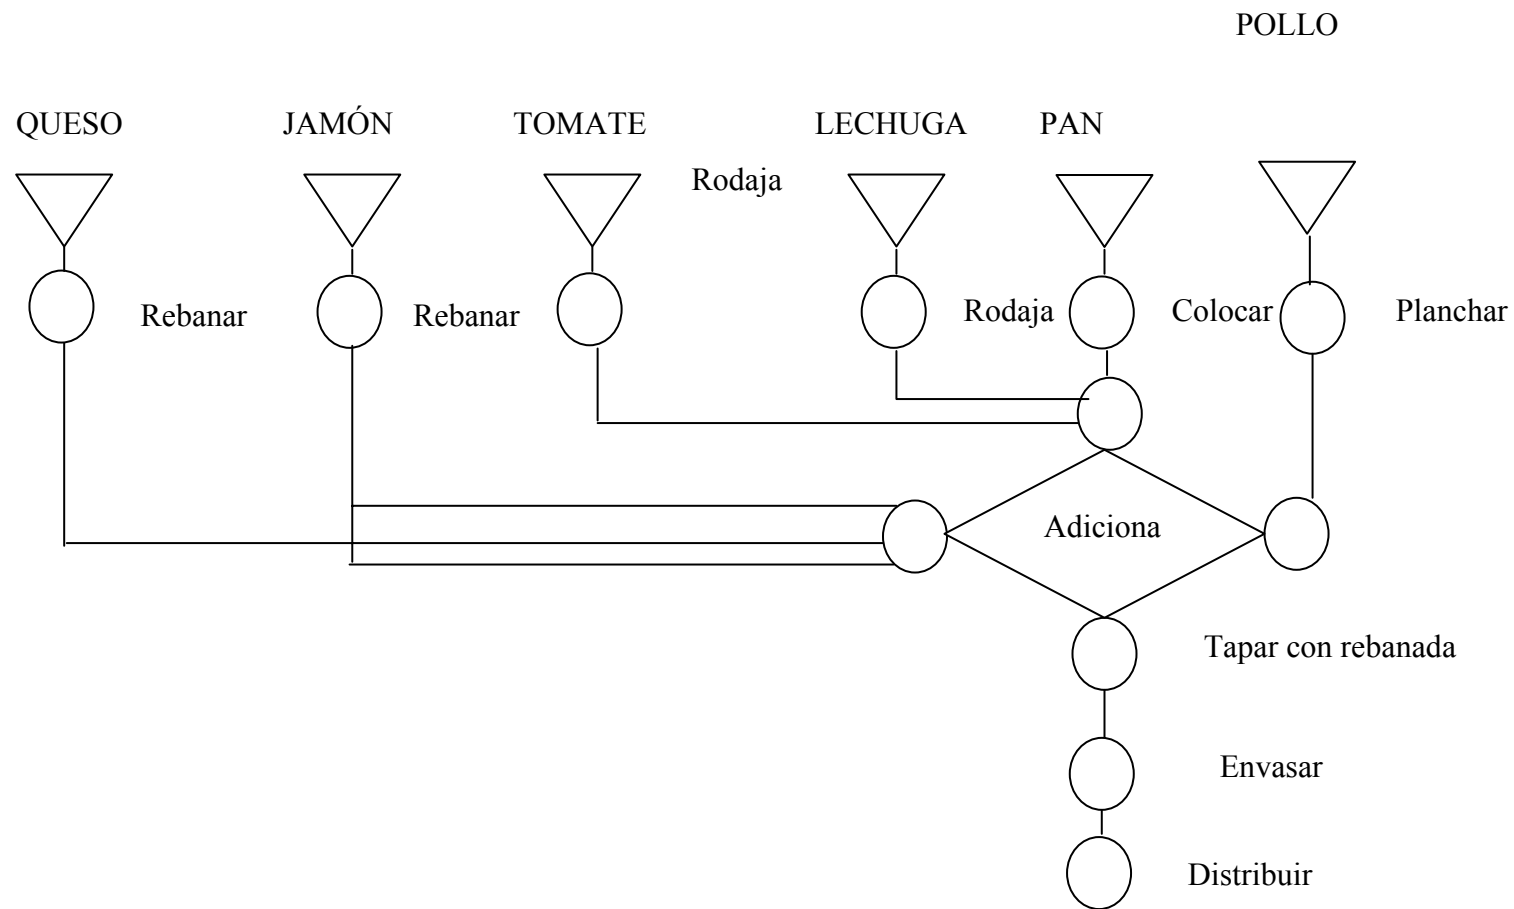 POLLO
QUESO
JAMÓN
TOMATE
LECHUGA
PAN
Rodaja
Rebanar
Rebanar
Rodaja
Colocar
Planchar
Adiciona
Tapar con rebanada
Envasar
Distribuir